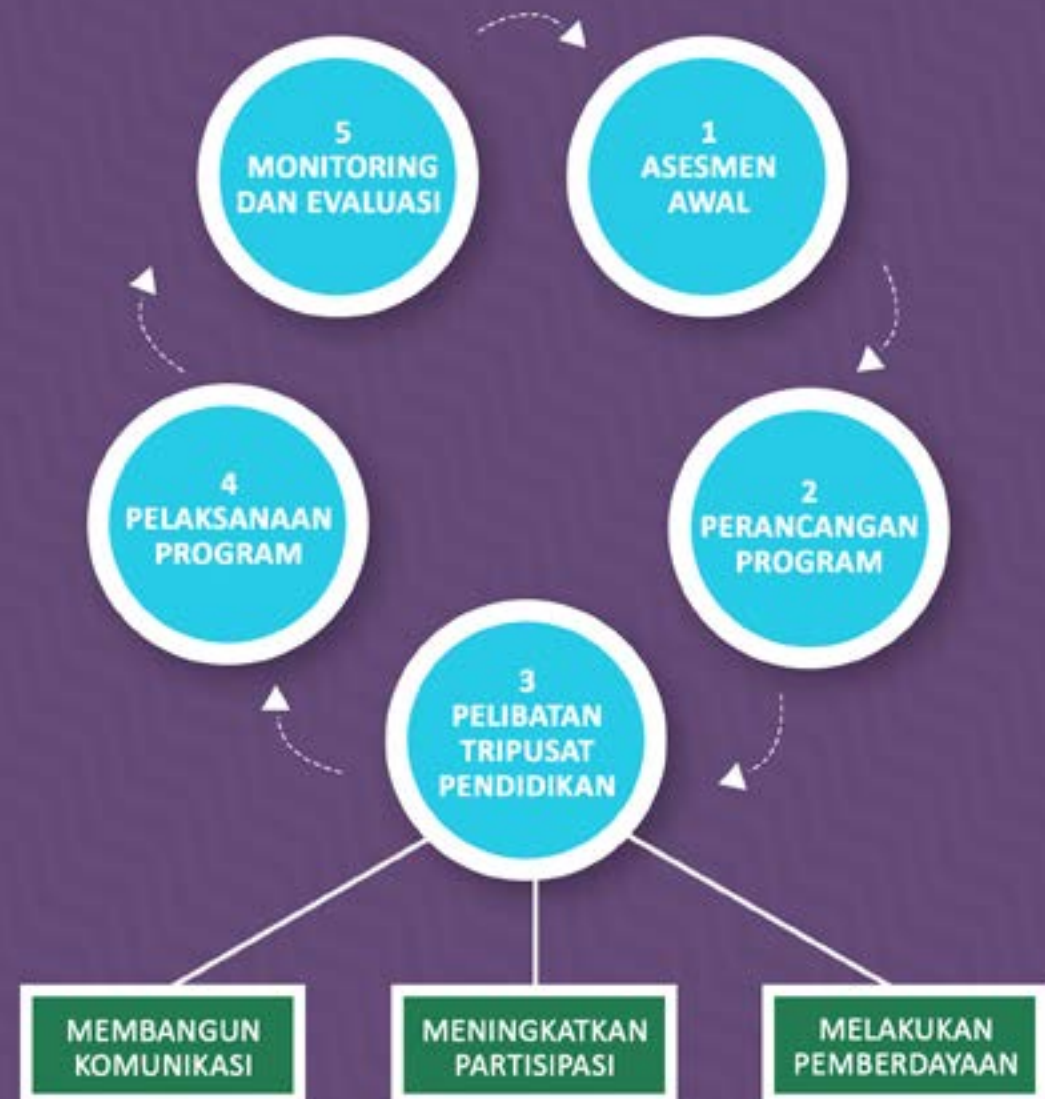 5
MONITORING
DAN EVALUASI
1
ASESMEN
AWAL
4
PELAKSANAAN
PROGRAM
2
PERANCANGAN
PROGRAM
3
PELIBATAN
TRIPUSAT
PENDIDIKAN
MEMBANGUN
KOMUNIKASI
MENINGKATKAN
PARTISIPASI
MELAKUKAN
PEMBERDAYAAN